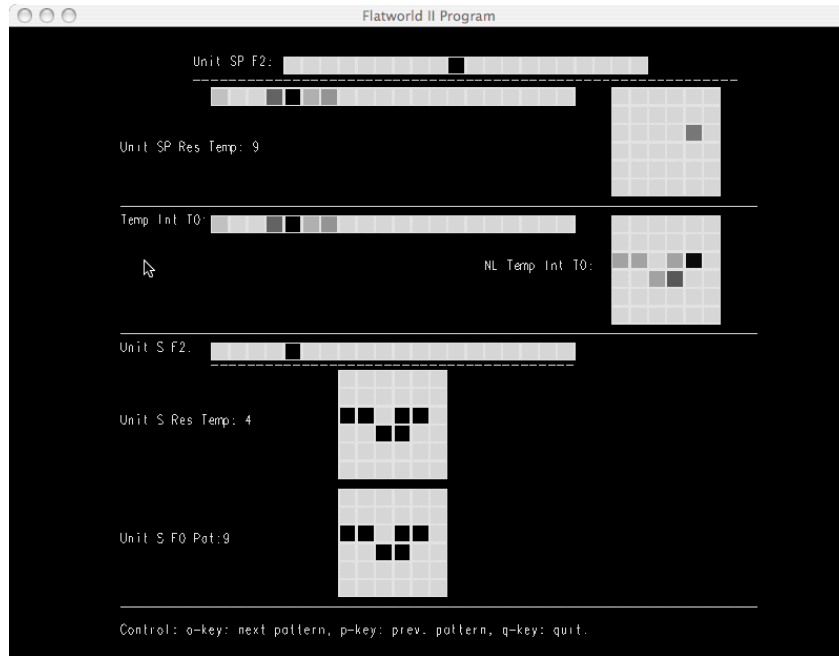 Flatworld II Program
Unit SP F2:
Unit SP Res Temp: 9
Temp Int T0:
NL Temp Int T0:
Unit S F2.
Unit S Res Temp: 4
Unit S F0 Pat:9
Control: o-key: next pattern, p-key: prev. pattern, q-key: quit.